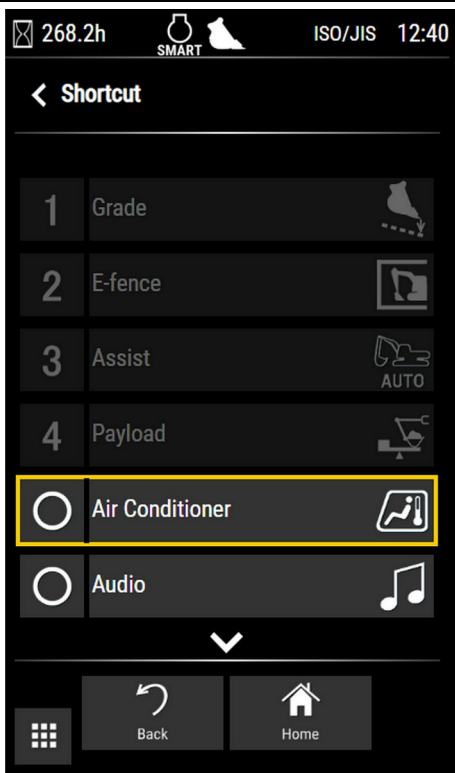 268.2h SMART ISO/JIS 12:40
Shortcut
1 Grade
2 E-fence
3 Assist AUTO
4 Payload
Air Conditioner
Audio
Back Home